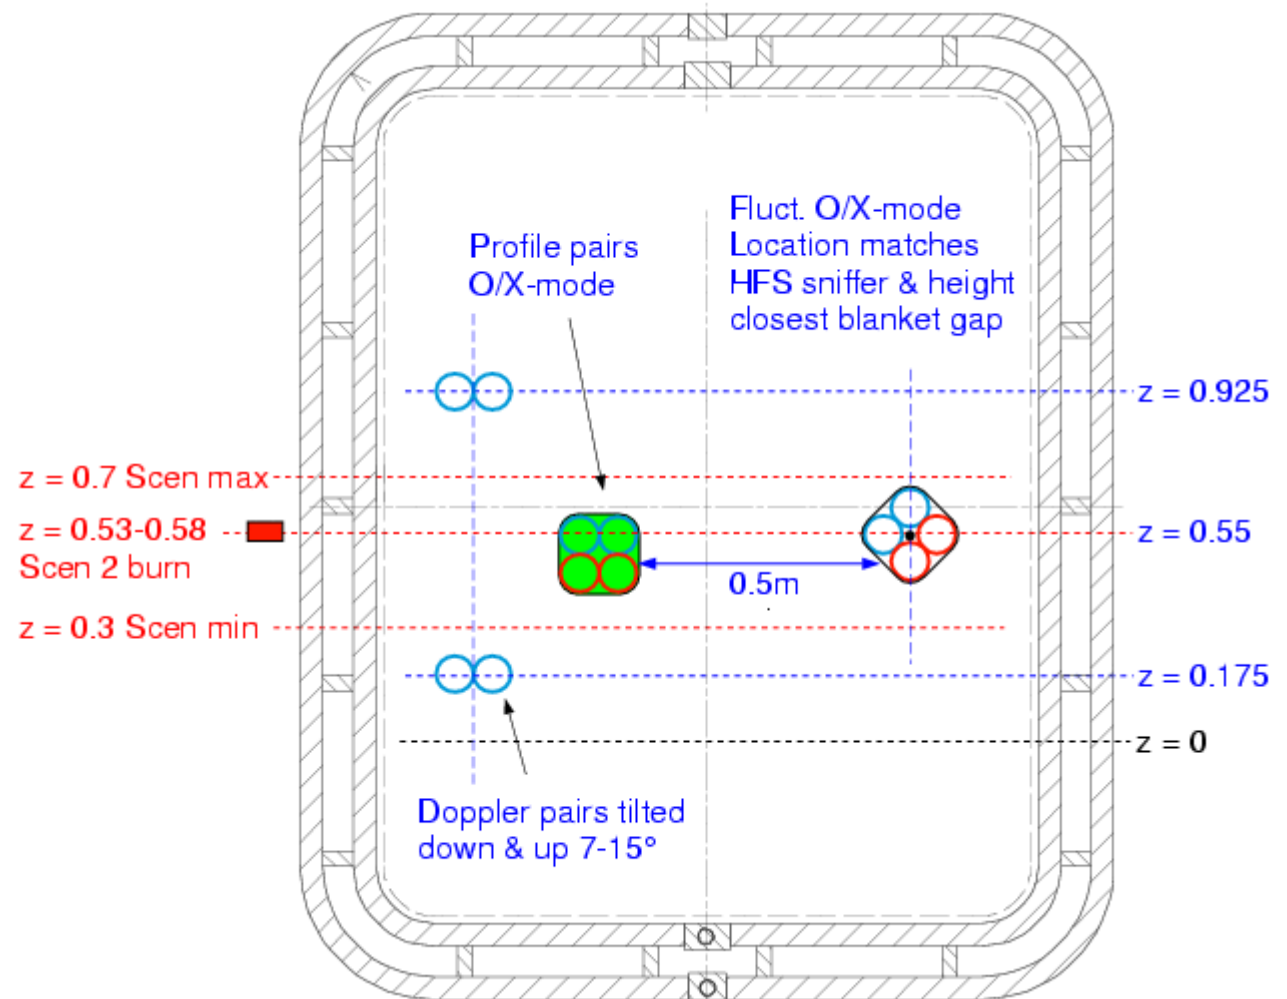 Fluct. O/X-mode
Location matches
HFS sniffer & height
closest blanket gap
Profile pairs
O/X-mode
z = 0.925
z = 0.7 Scen max
z = 0.53-0.58
Scen 2 burn
z = 0.55
0.5m
z = 0.3 Scen min
z = 0.175
z = 0
Doppler pairs tilted
down & up 7-15°